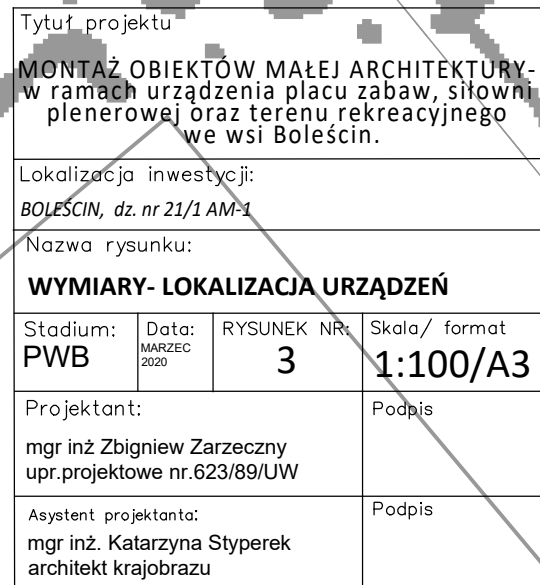 Tytuł projektu
MONTAŻ OBIEKTÓW MAŁEJ ARCHITEKTURY-
w ramach urządzenia placu zabaw, siłowni
plenerowej oraz terenu rekreacyjnego
we wsi Boleścin.
Lokalizacja inwestycji:
BOLEŚCIN, dz. nr 21/1 AM-1
Nazwa rysunku:
WYMIARY- LOKALIZACJA URZĄDZEŃ
Stadium:
PWB
Data:
MARZEC
2020
RYSUNEK NR:
3
Skala/ format
1:100/A3
Projektant:
mgr inż Zbigniew Zarzeczny
upr.projektowe nr.623/89/UW
Podpis
Asystent projektanta:
mgr inż. Katarzyna Styperek
architekt krajobrazu
Podpis